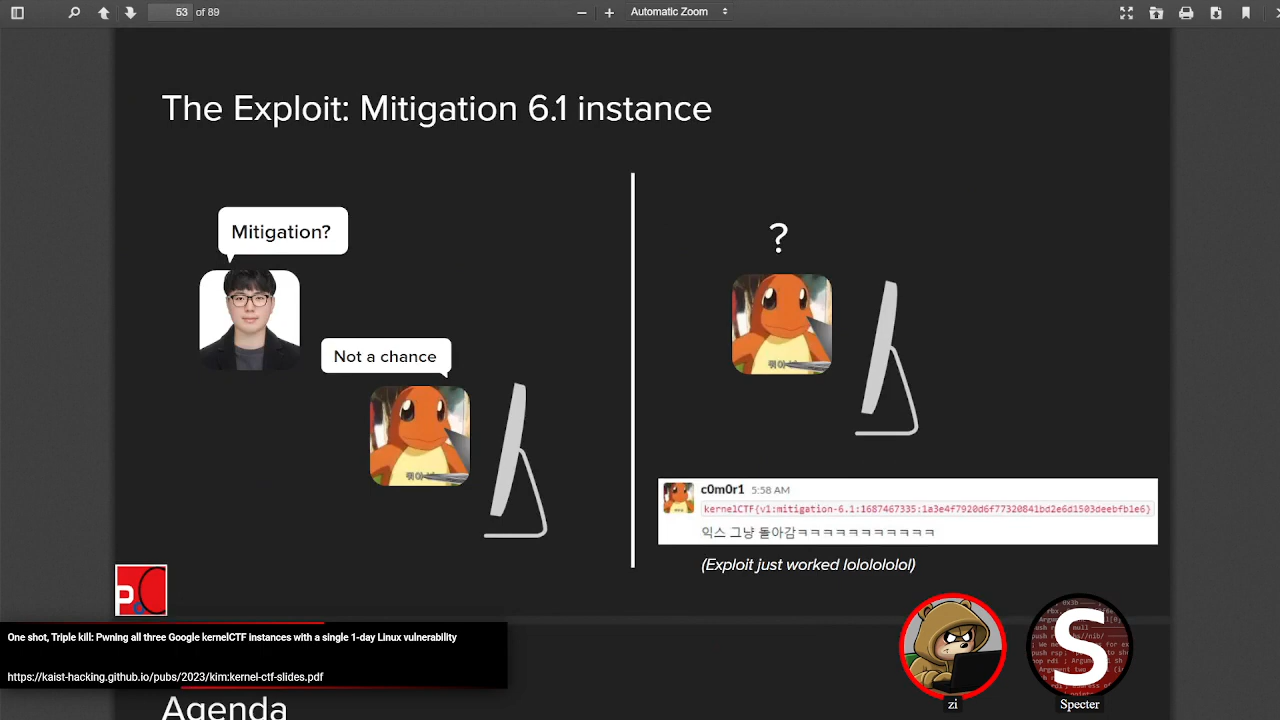 53 of 89
Automatic Zoom
The Exploit: Mitigation 6.1 instance
Mitigation?
Not a chance
?
c0m0r1 5:58 AM
kernelCTF{v1:mitigation-6.1:1687467335:1a3e4f7920d6f77320841bd2e6d1503deebfb1e6}
익스 그냥 돌아감ㅋㅋㅋㅋㅋㅋㅋㅋㅋㅋㅋ
(Exploit just worked lolololol)
One shot, Triple kill: Pwning all three Google kernelCTF instances with a single 1-day Linux vulnerability
https://kaist-hacking.github.io/pubs/2023/kim:kernel-ctf-slides.pdf
Agenda
S
zi
Specter